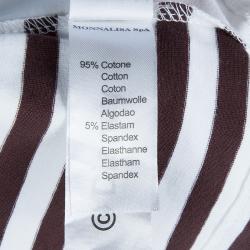 MONNALISA SpA
95% Cotone
Cotton
Coton
Baumwolle
Algodao
5% Elastam
Spandex
Elasthanne
Elastham
Spandex
©